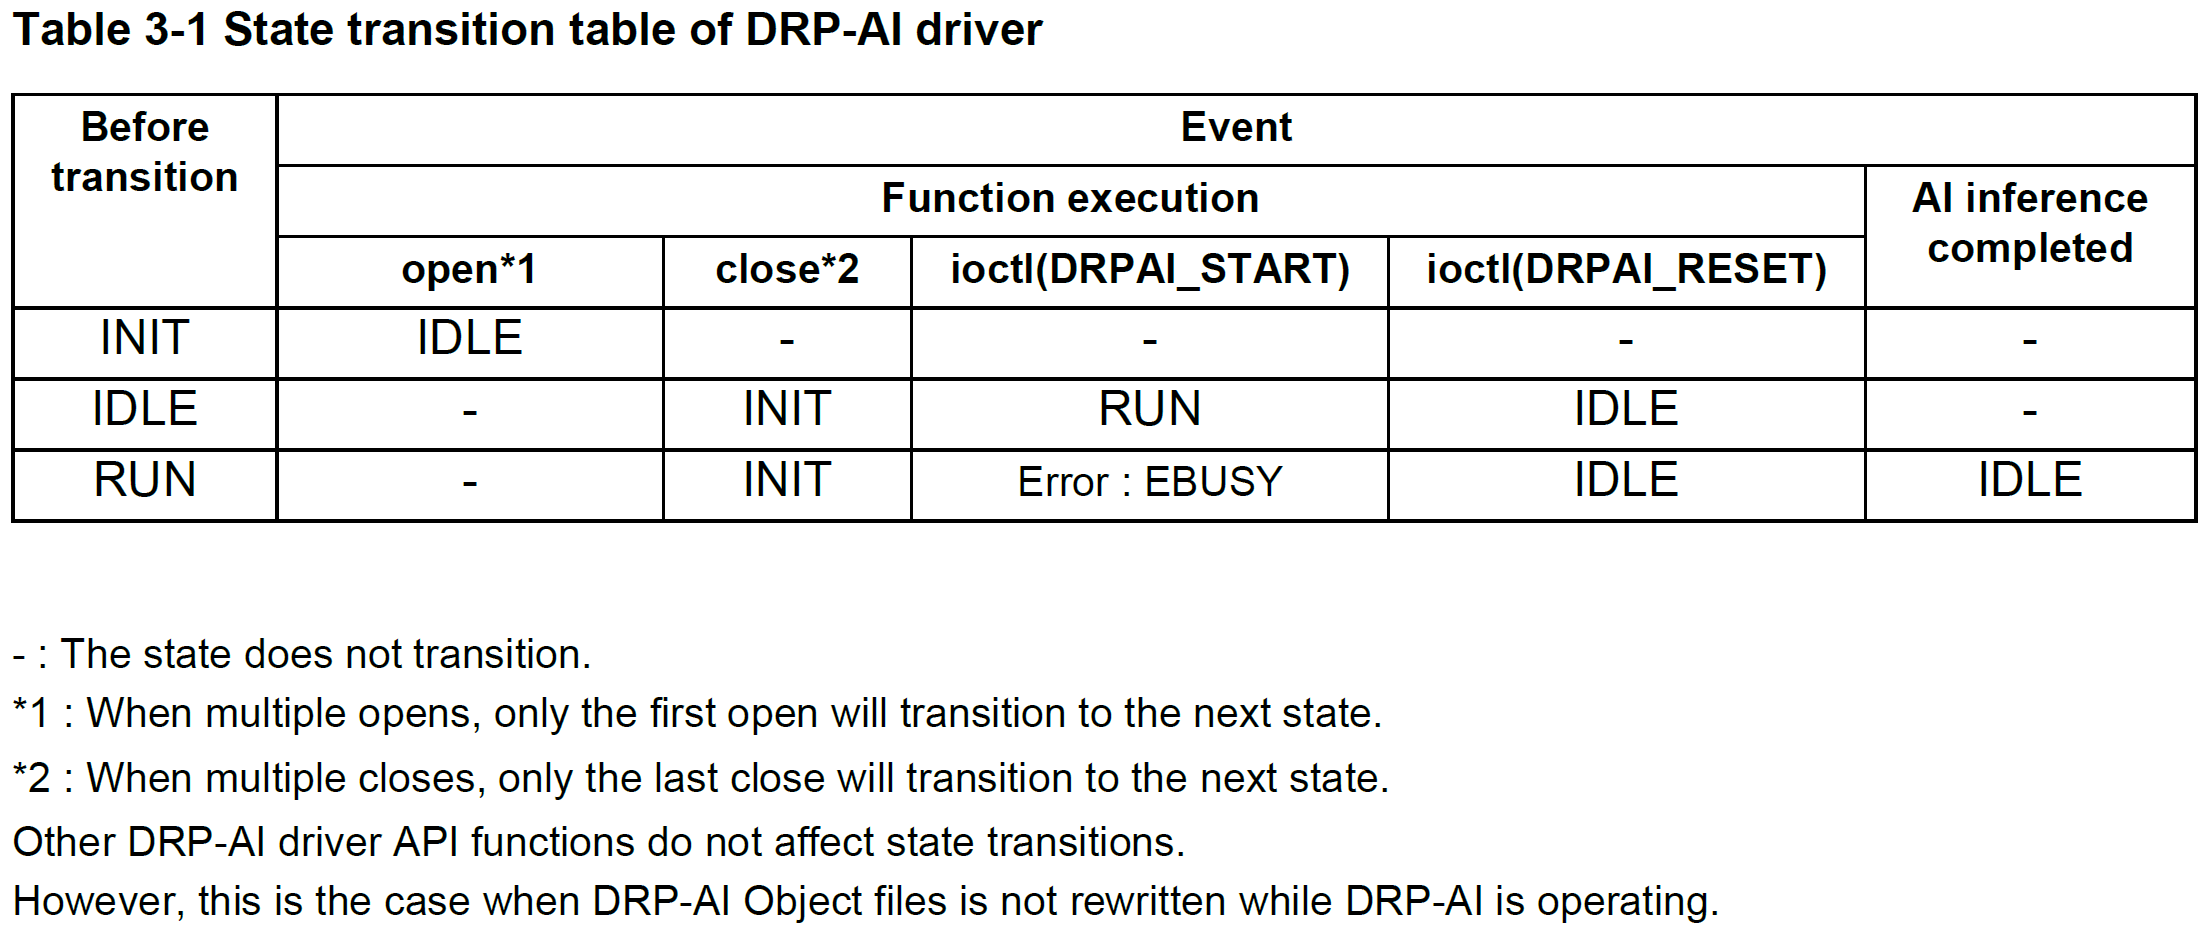 Table 3-1 State transition table of DRP-AI driver
Before transition Event
Function execution AI inference completed
open*1 close*2 ioctl(DRPAI_START) ioctl(DRPAI_RESET)
INIT IDLE - - - -
IDLE - INIT RUN IDLE -
RUN - INIT Error : EBUSY IDLE IDLE
- : The state does not transition.
*1 : When multiple opens, only the first open will transition to the next state.
*2 : When multiple closes, only the last close will transition to the next state.
Other DRP-AI driver API functions do not affect state transitions.
However, this is the case when DRP-AI Object files is not rewritten while DRP-AI is operating.